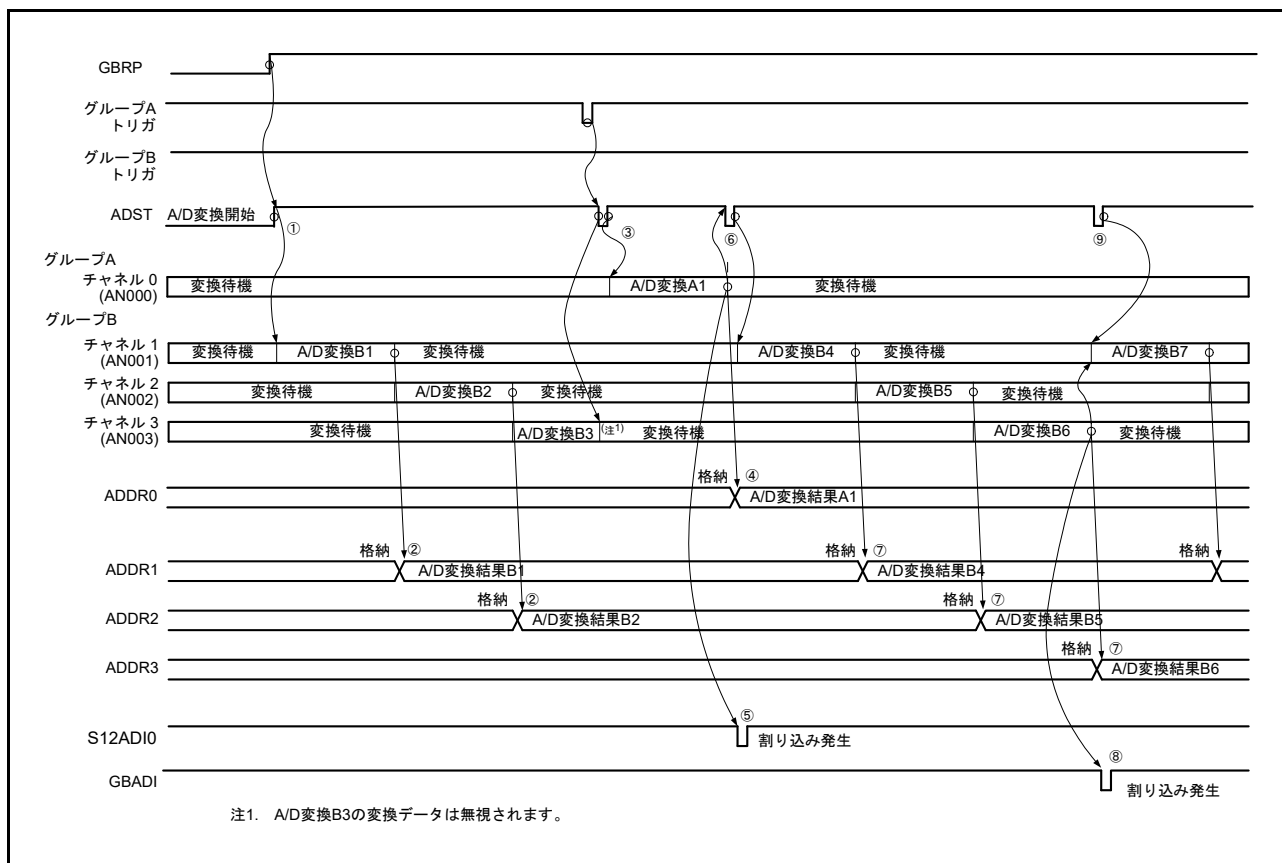 GBRP
グループA
トリガ
グループB
トリガ
ADST
A/D変換開始
①
③
⑥
⑨
グループA
チャネル 0
(AN000)
変換待機
A/D変換A1
変換待機
グループB
チャネル 1
(AN001)
変換待機
A/D変換B1
変換待機
A/D変換B4
変換待機
A/D変換B7
チャネル 2
(AN002)
変換待機
A/D変換B2
変換待機
A/D変換B5
変換待機
チャネル 3
(AN003)
変換待機
A/D変換B3
(注1)
変換待機
A/D変換B6
変換待機
ADDR0
格納
④
A/D変換結果A1
ADDR1
格納
②
A/D変換結果B1
格納
⑦
A/D変換結果B4
格納
ADDR2
格納
②
A/D変換結果B2
格納
⑦
A/D変換結果B5
ADDR3
格納
⑦
A/D変換結果B6
S12ADI0
⑤
割り込み発生
GBADI
⑧
割り込み発生
注1. A/D変換B3の変換データは無視されます。